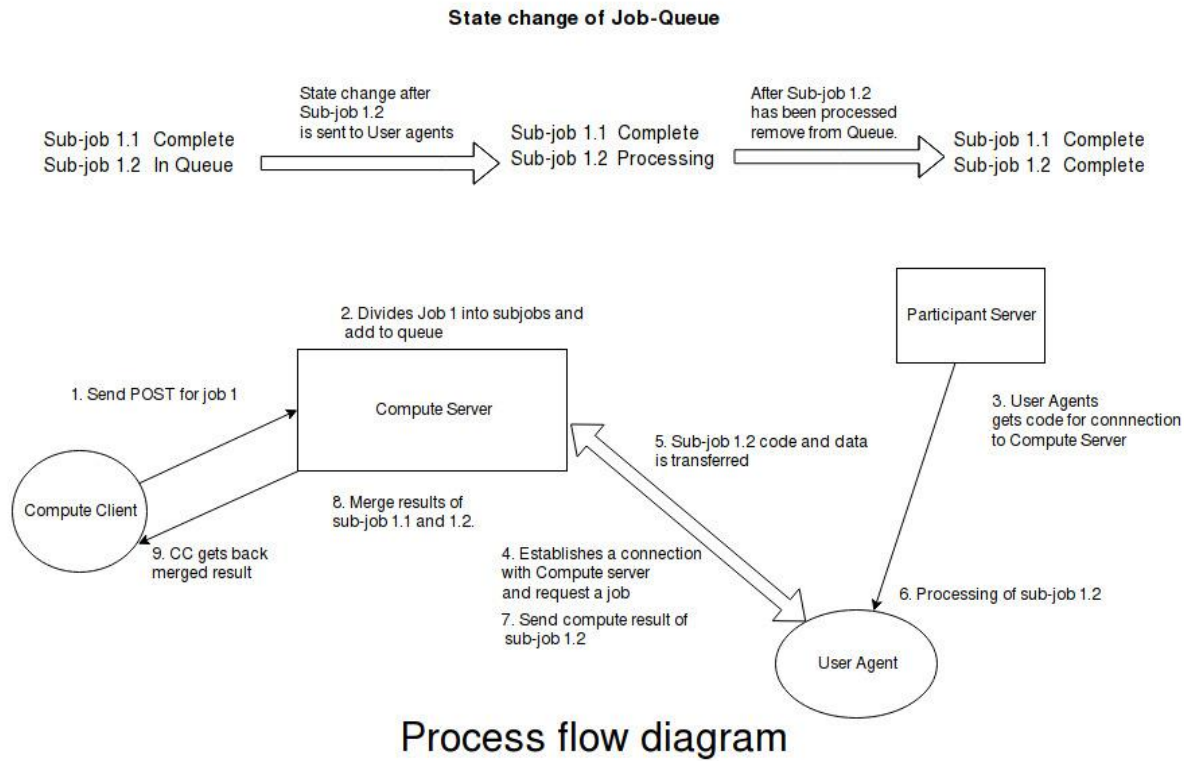 State change of Job-Queue
State change after
Sub-job 1.2
is sent to User agents
After Sub-job 1.2
has been processed
remove from Queue.
Sub-job 1.1 Complete
Sub-job 1.2 In Queue
Sub-job 1.1 Complete
Sub-job 1.2 Processing
Sub-job 1.1 Complete
Sub-job 1.2 Complete
2. Divides Job 1 into subjobs and
add to queue
Participant Server
1. Send POST for job 1
Compute Server
3. User Agents
gets code for connnection
to Compute Server
5. Sub-job 1.2 code and data
is transferred
Compute Client
8. Merge results of
sub-job 1.1 and 1.2.
9. CC gets back
merged result
4. Establishes a connection
with Compute server
and request a job
7. Send compute result of
sub-job 1.2
6. Processing of sub-job 1.2
User Agent
Process flow diagram